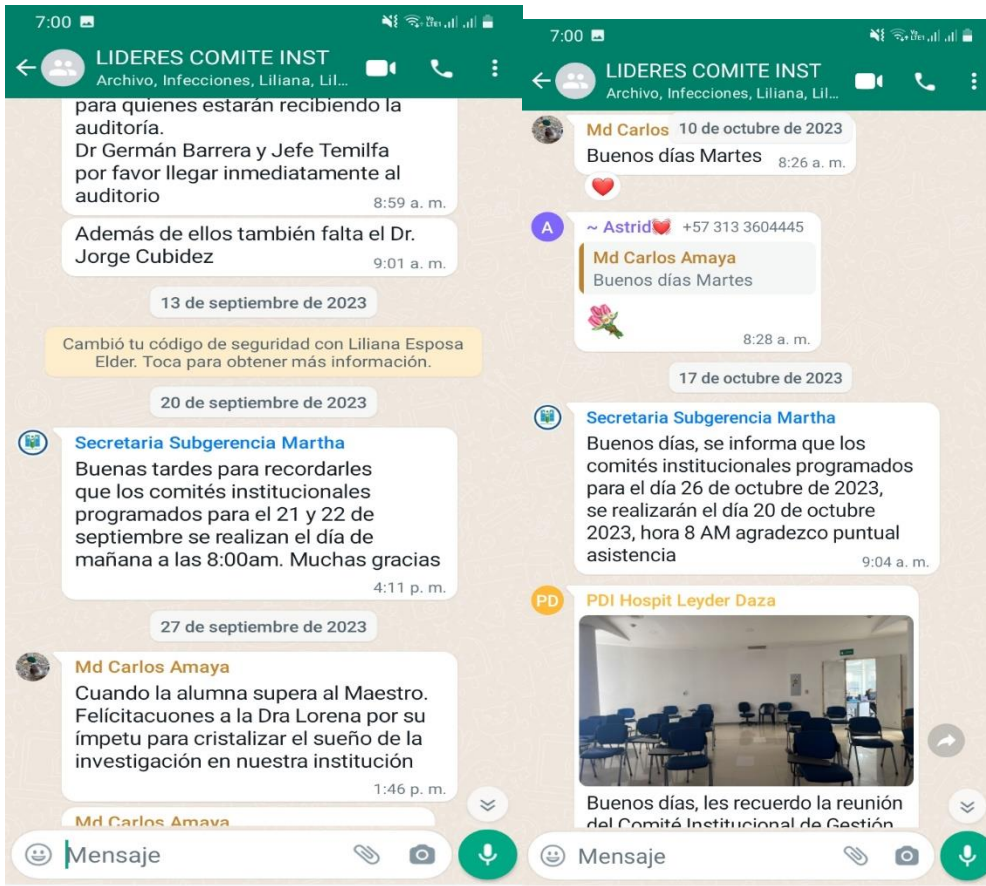 7:00
LIDERES COMITE INST
Archivo, Infecciones, Liliana, Lil...
para quienes estarán recibiendo la
auditoría.
Dr Germán Barrera y Jefe Temilfa
por favor llegar inmediatamente al
auditorio
8:59 a. m.
Además de ellos también falta el Dr.
Jorge Cubidez
9:01 a. m.
13 de septiembre de 2023
Cambió tu código de seguridad con Liliana Esposa
Elder. Toca para obtener más información.
20 de septiembre de 2023
Secretaria Subgerencia Martha
Buenas tardes para recordarles
que los comités institucionales
programados para el 21 y 22 de
septiembre se realizan el día de
mañana a las 8:00am. Muchas gracias
4:11 p. m.
27 de septiembre de 2023
Md Carlos Amaya
Cuando la alumna supera al Maestro.
Felícitacuones a la Dra Lorena por su
ímpetu para cristalizar el sueño de la
investigación en nuestra institución
1:46 p. m.
Md Carlos Amaya
Mensaje
7:00
LIDERES COMITE INST
Archivo, Infecciones, Liliana, Lil...
Md Carlos
10 de octubre de 2023
Buenos días Martes
8:26 a. m.
A
~ Astrid💓 +57 313 3604445
Md Carlos Amaya
Buenos días Martes
8:28 a. m.
17 de octubre de 2023
Secretaria Subgerencia Martha
Buenos días, se informa que los
comités institucionales programados
para el día 26 de octubre de 2023,
se realizarán el día 20 de octubre
2023, hora 8 AM agradezco puntual
asistencia
9:04 a. m.
PD
PDI Hospit Leyder Daza
Buenos días, les recuerdo la reunión
del Comité Institucional de Gestión
Mensaje